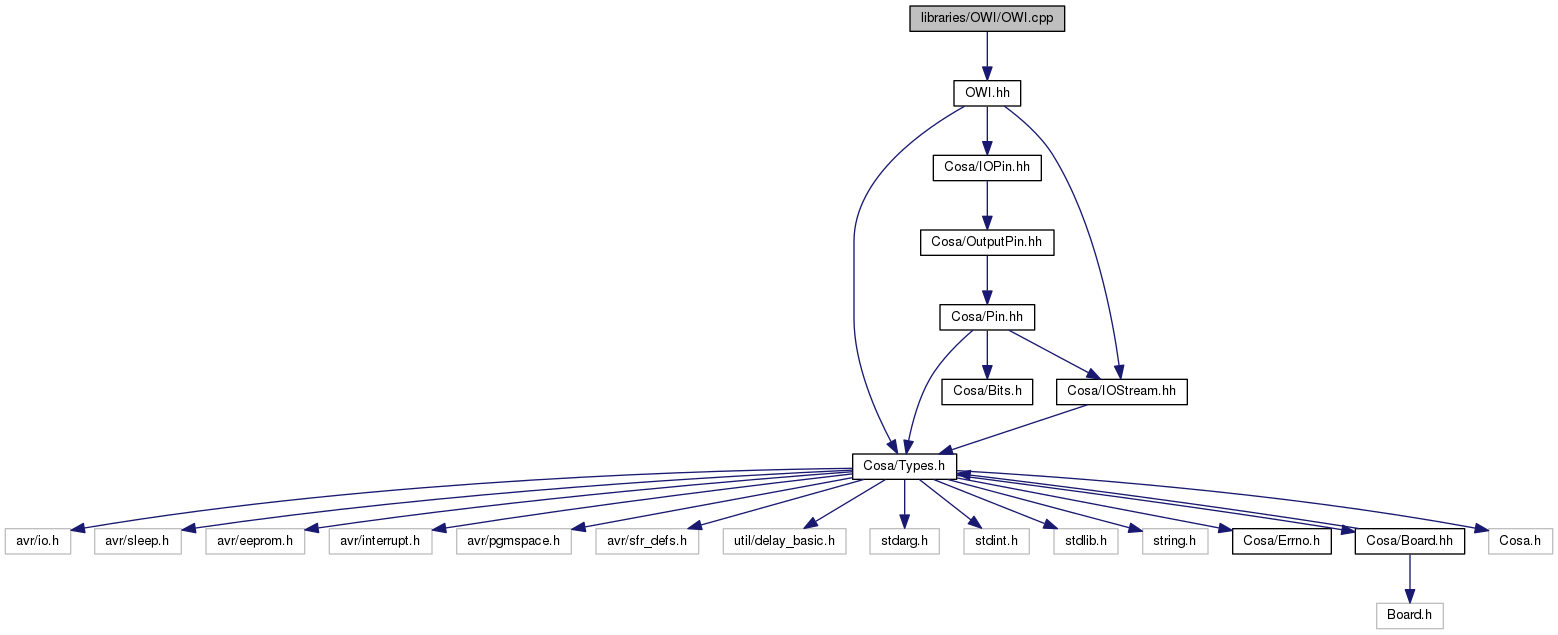 libraries/OWI/OWI.cpp
OWI.hh
Cosa/IOPin.hh
Cosa/OutputPin.hh
Cosa/Pin.hh
Cosa/Bits.h
Cosa/IOStream.hh
Cosa/Types.h
avr/io.h
avr/sleep.h
avr/eeprom.h
avr/interrupt.h
avr/pgmspace.h
avr/sfr_defs.h
util/delay_basic.h
stdarg.h
stdint.h
stdlib.h
string.h
Cosa/Errno.h
Cosa/Board.hh
Cosa.h
Board.h